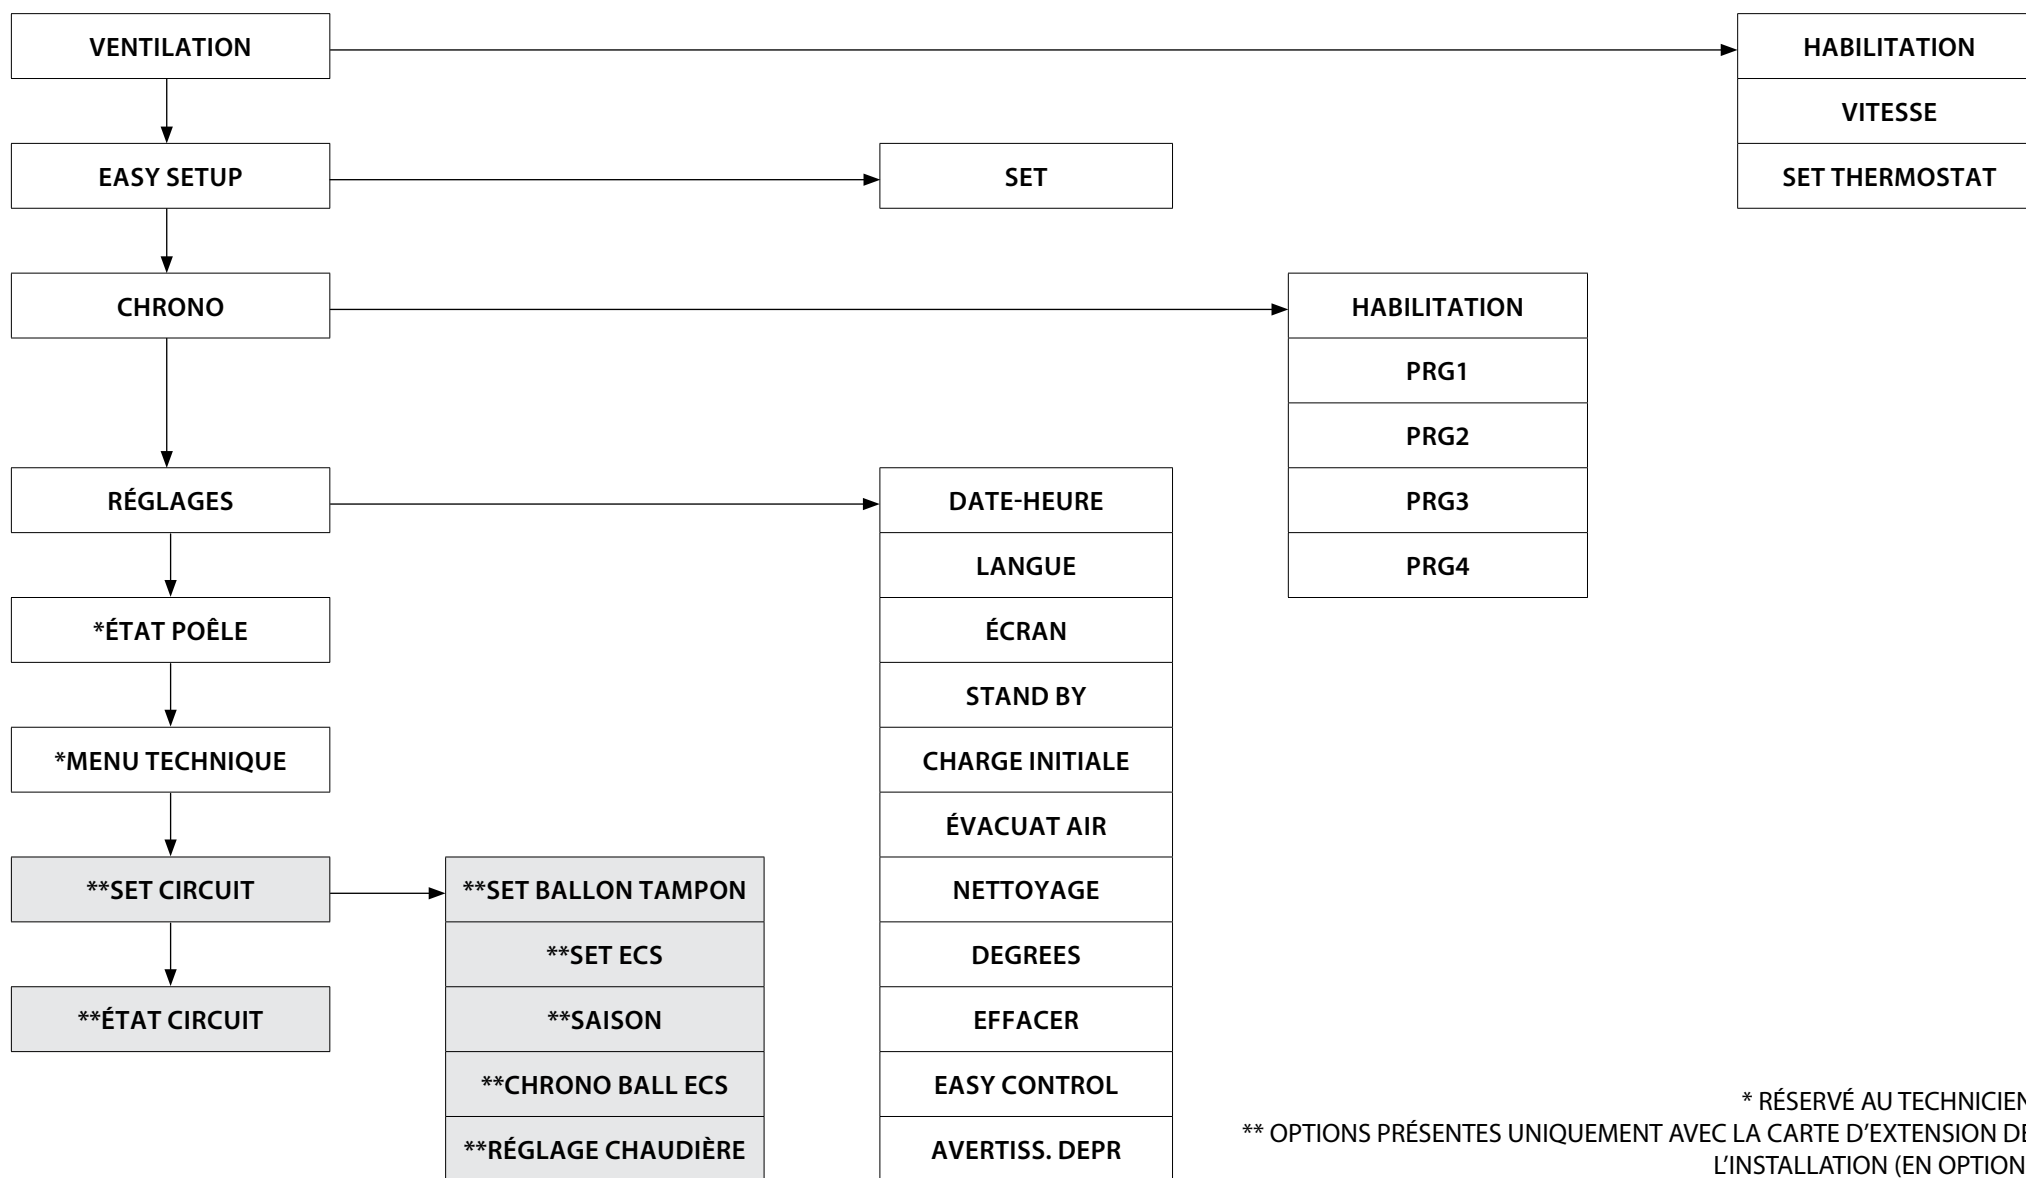 VENTILATION
HABILITATION
VITESSE
SET THERMOSTAT
EASY SETUP
SET
CHRONO
HABILITATION
PRG1
PRG2
PRG3
PRG4
RÉGLAGES
DATE-HEURE
LANGUE
ÉCRAN
STAND BY
CHARGE INITIALE
ÉVACUAT AIR
NETTOYAGE
DEGREES
EFFACER
EASY CONTROL
AVERTISS. DEPR
*ÉTAT POÊLE
*MENU TECHNIQUE
**SET CIRCUIT
**SET BALLON TAMPON
**SET ECS
**SAISON
**CHRONO BALL ECS
**RÉGLAGE CHAUDIÈRE
**ÉTAT CIRCUIT
* RÉSERVÉ AU TECHNICIEN
** OPTIONS PRÉSENTES UNIQUEMENT AVEC LA CARTE D’EXTENSION DE
L’INSTALLATION (EN OPTION